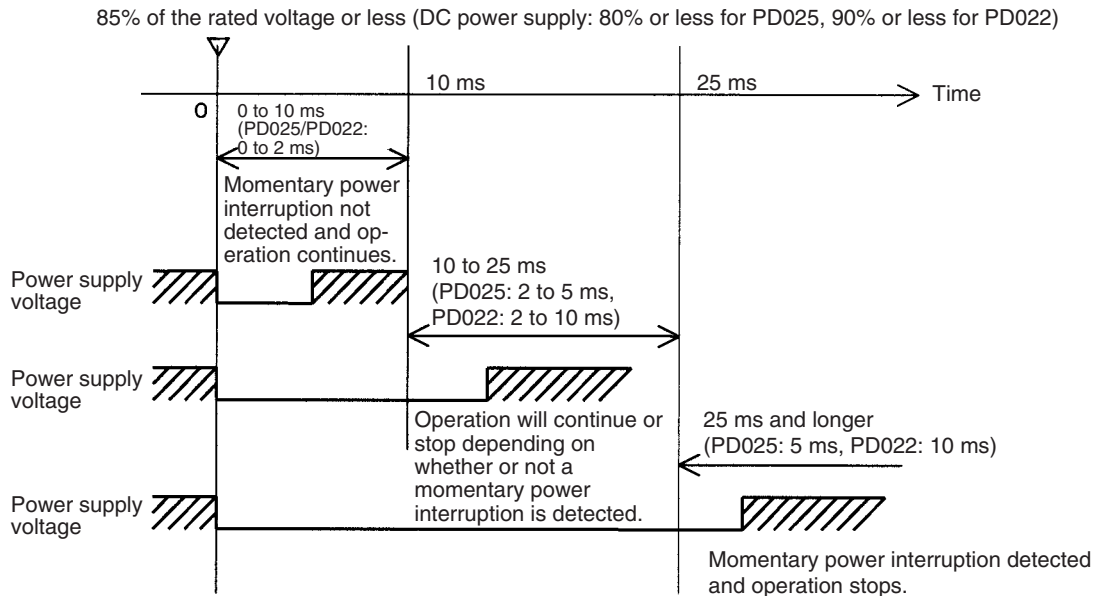 85% of the rated voltage or less (DC power supply: 80% or less for PD025, 90% or less for PD022)
10 ms
25 ms
Time
0
0 to 10 ms
(PD025/PD022:
0 to 2 ms)
Momentary power
interruption not
detected and op-
eration continues.
Power supply
voltage
10 to 25 ms
(PD025: 2 to 5 ms,
PD022: 2 to 10 ms)
Power supply
voltage
Operation will continue or
stop depending on
whether or not a
momentary power
interruption is detected.
25 ms and longer
(PD025: 5 ms, PD022: 10 ms)
Power supply
voltage
Momentary power interruption detected
and operation stops.